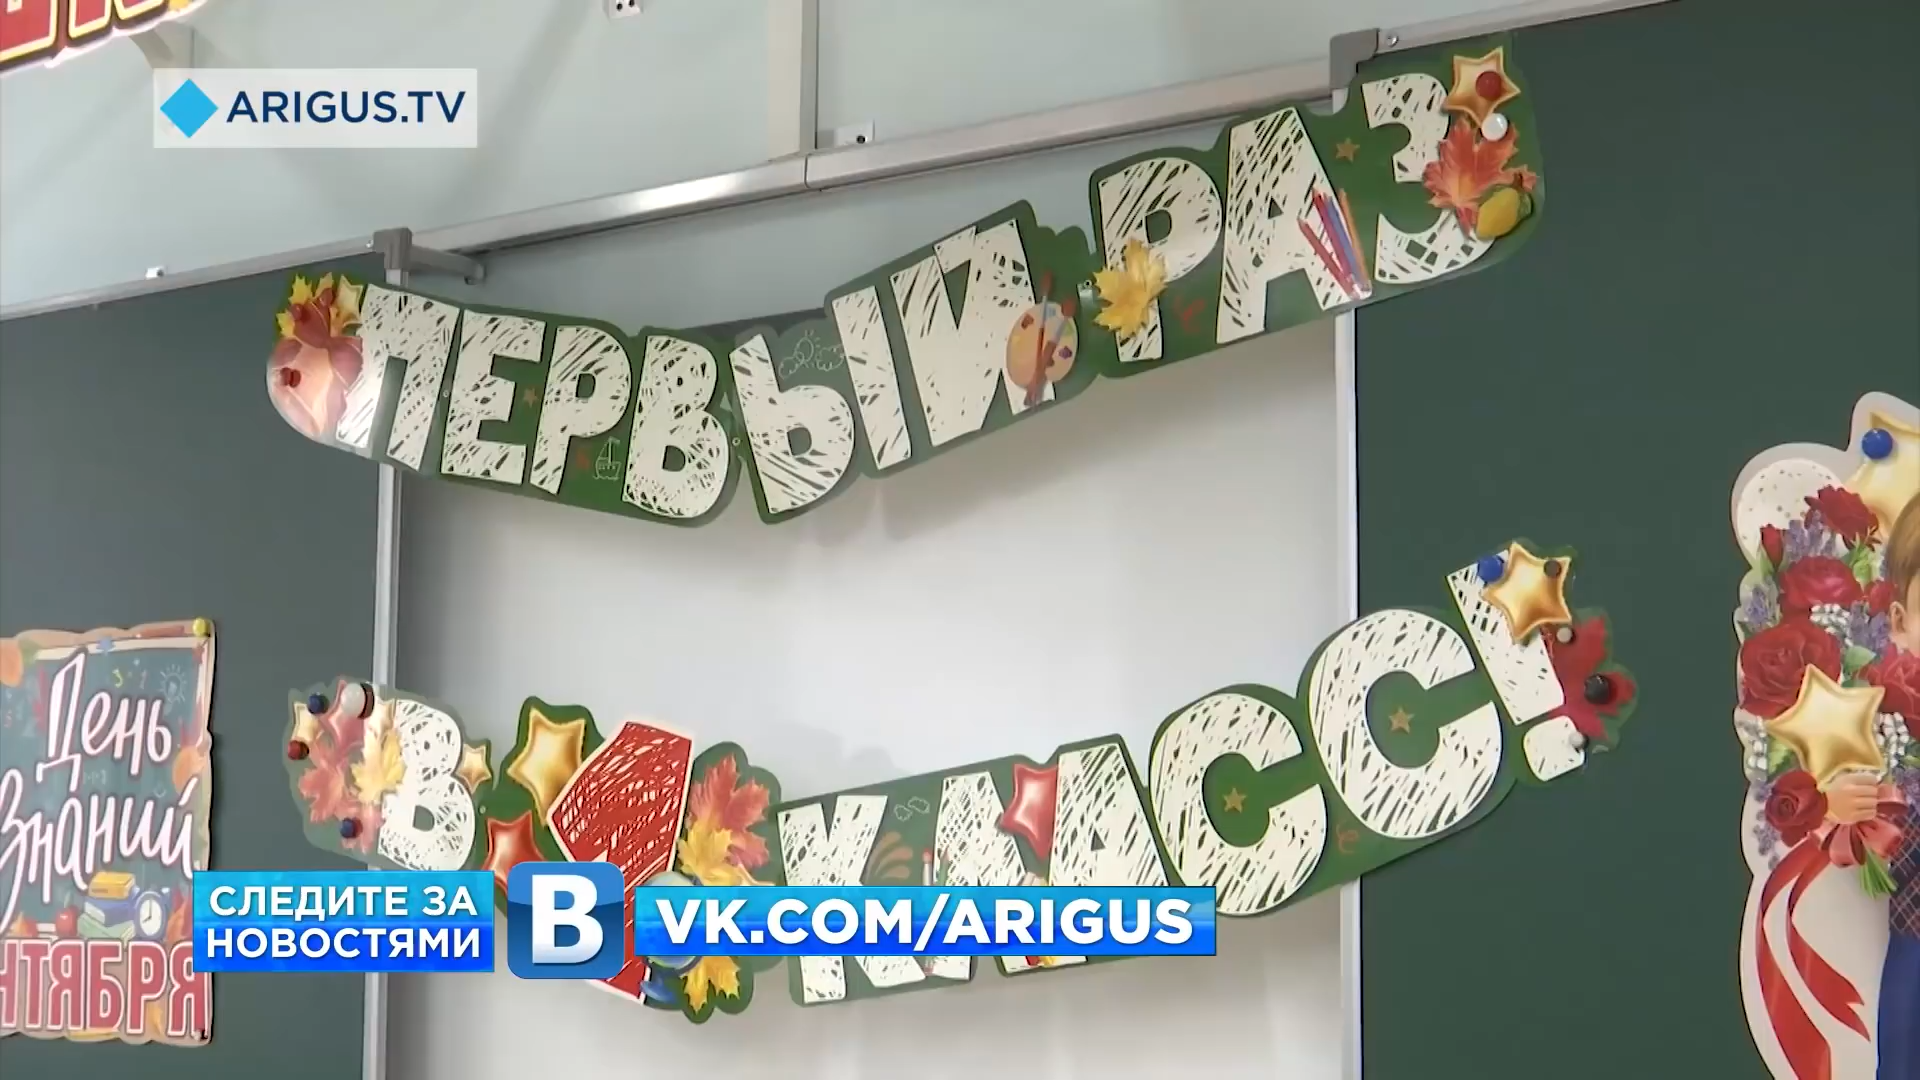 ARIGUS.TV
ПЕРВЫЙ РАЗ
В 1 КЛАСС!
День
Знаний
НТЯБРЯ
СЛЕДИТЕ ЗА
НОВОСТЯМИ
B
VK.COM/ARIGUS